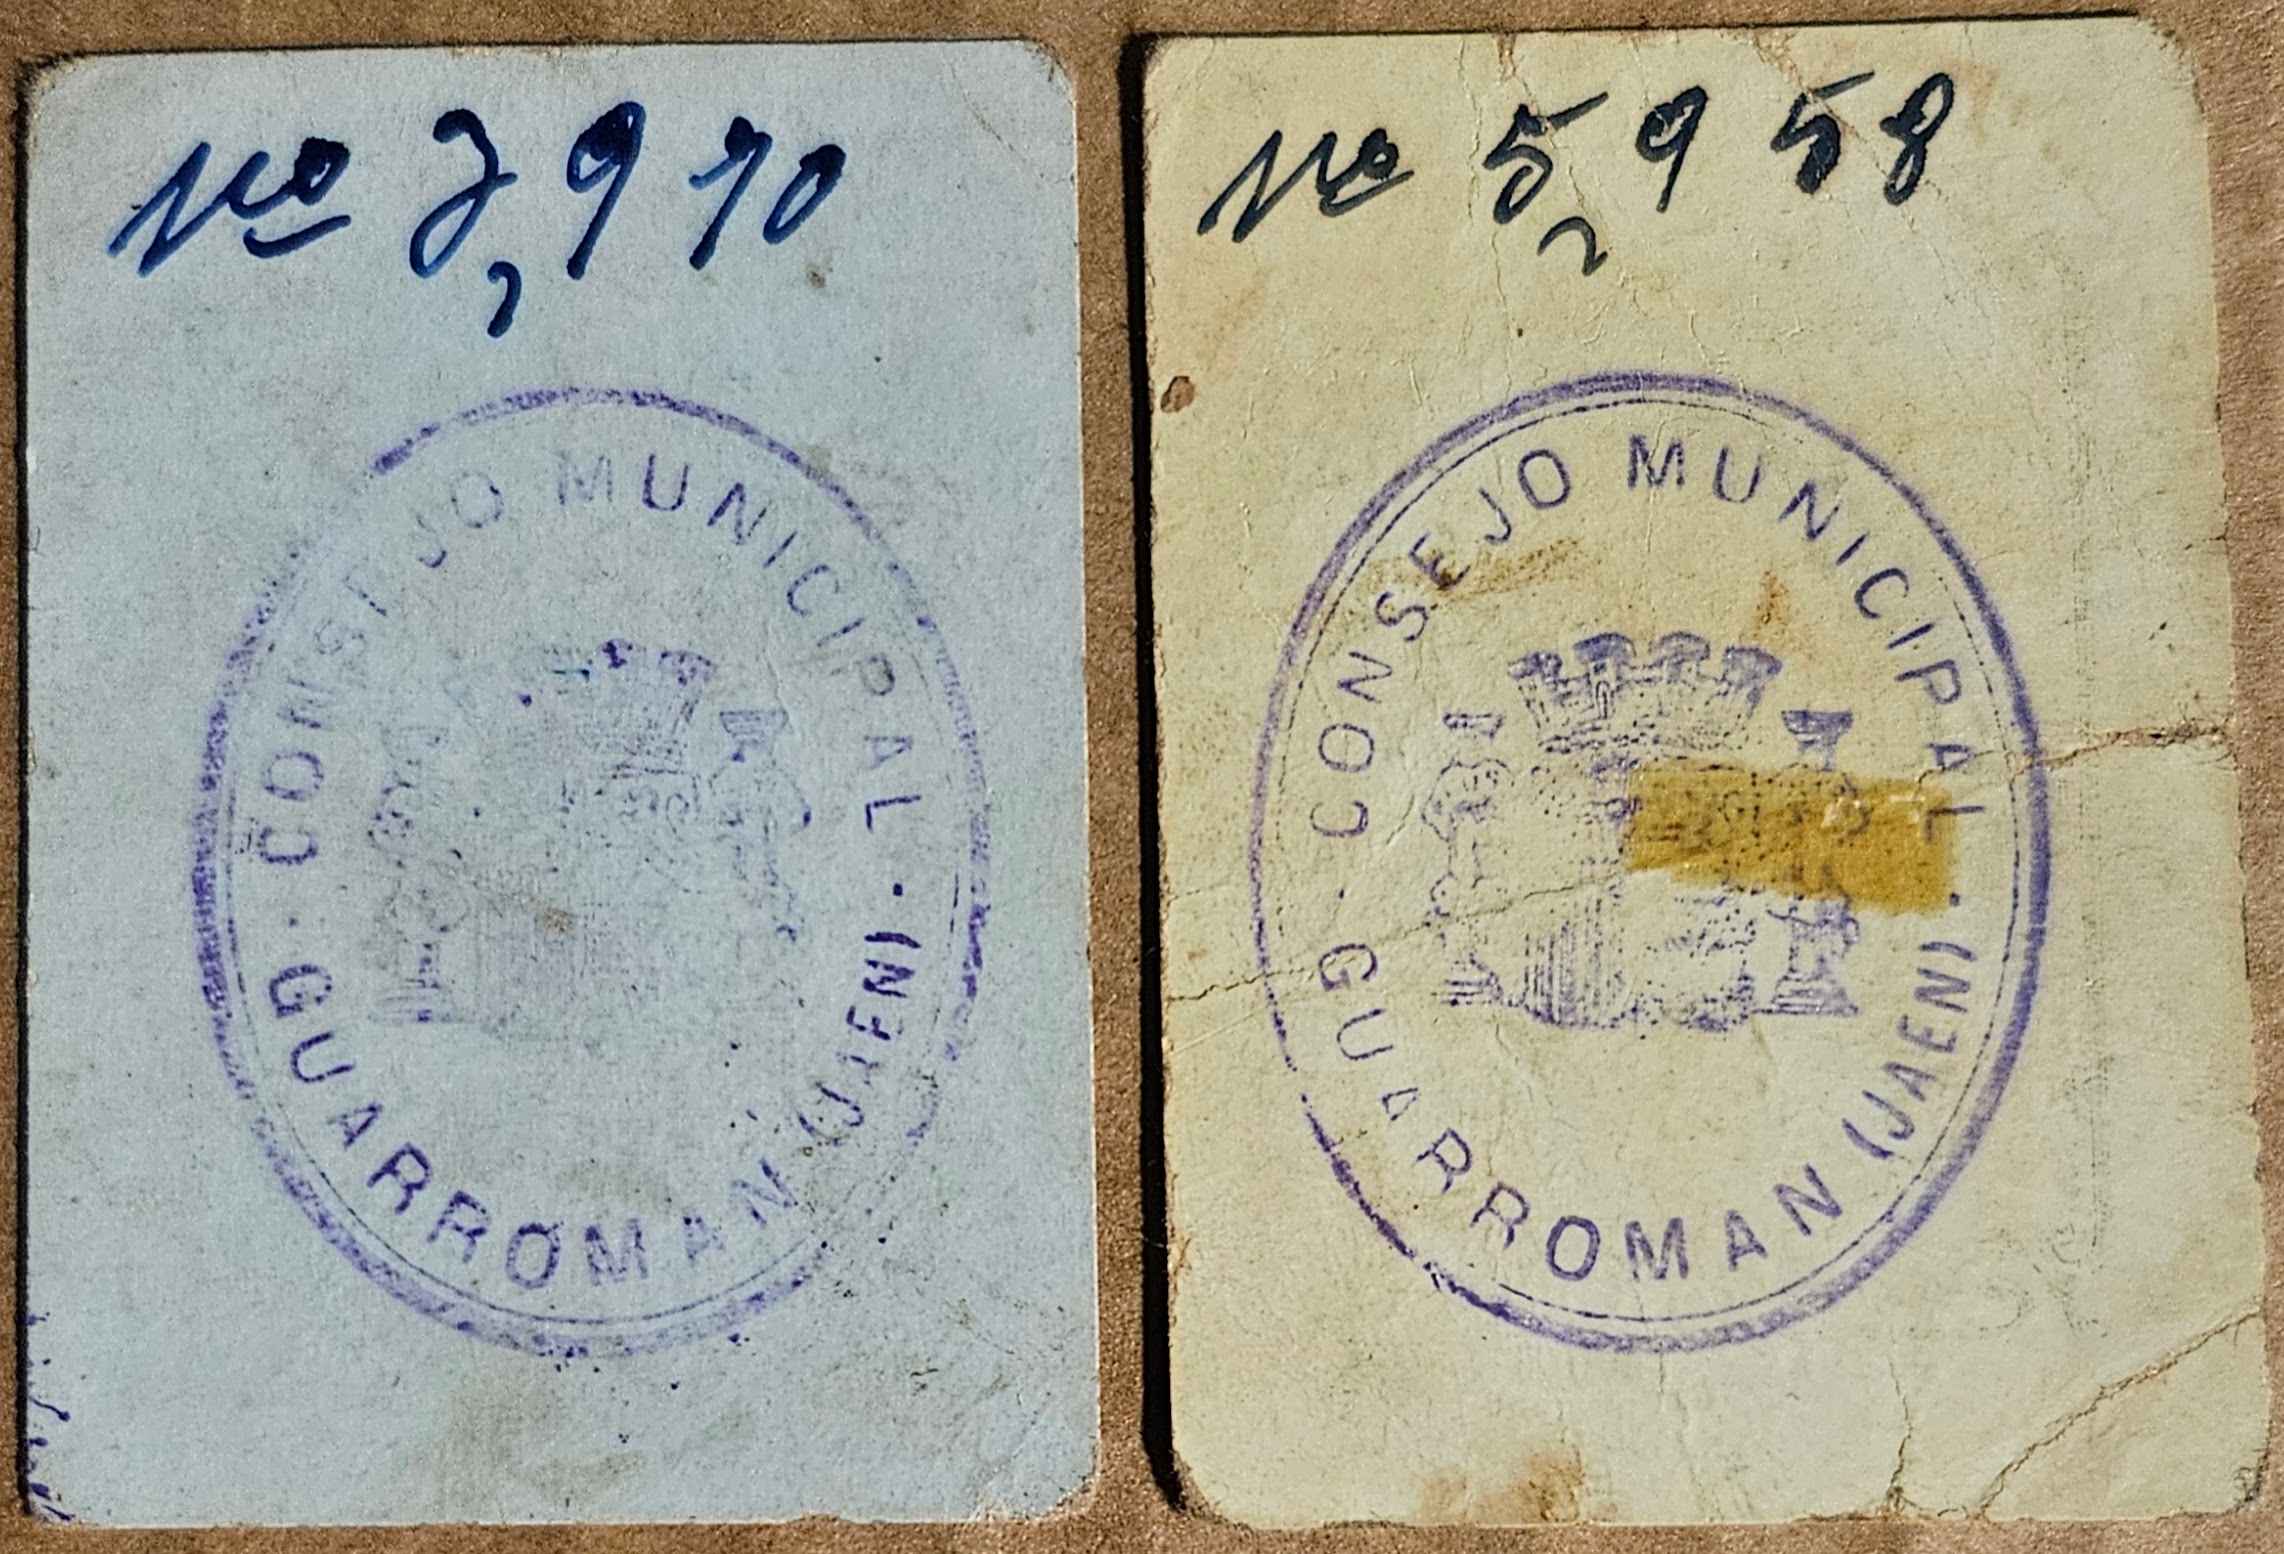 Nº 2,970
· CONSEJO MUNICIPAL ·
GUARROMAN (JAEN)
Nº 5,958
· CONSEJO MUNICIPAL ·
GUARROMAN (JAEN)